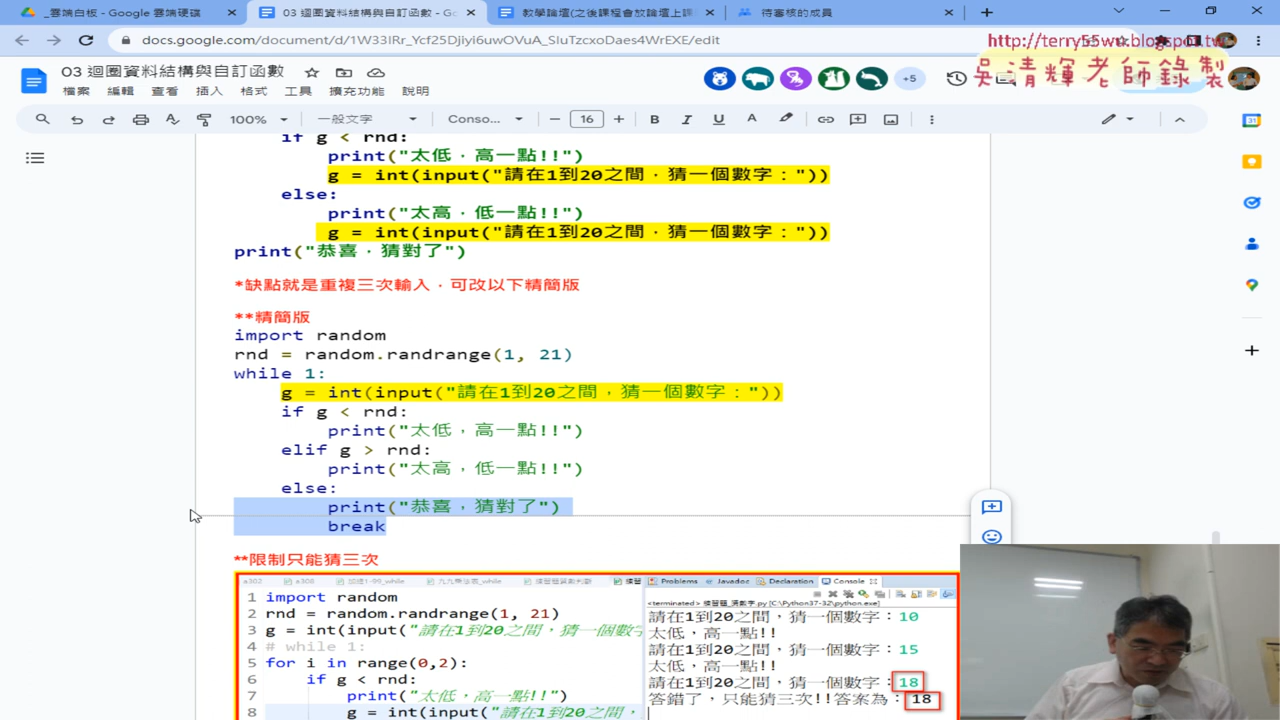 _雲端白板 - Google 雲端硬碟
03 迴圈資料結構與自訂函數 - Go
教學論壇(之後課程會放論壇上課
待審核的成員
docs.google.com/document/d/1W33IRr_Ycf25DjIyi6uwOVuA_SIuTzcxoDaes4WrEXE/edit
http://terry55wu.blogspot.tw
吳清輝老師錄製
03 迴圈資料結構與自訂函數
檔案 編輯 查看 插入 格式 工具 擴充功能 說明
+5
100% 一般文字 Conso... 16
if g < rnd:
print("太低，高一點!!")
g = int(input("請在1到20之間，猜一個數字："))
else:
print("太高，低一點!!")
g = int(input("請在1到20之間，猜一個數字："))
print("恭喜，猜對了")
*缺點就是重複三次輸入，可改以下精簡版
**精簡版
import random
rnd = random.randrange(1, 21)
while 1:
g = int(input("請在1到20之間，猜一個數字："))
if g < rnd:
print("太低，高一點!!")
elif g > rnd:
print("太高，低一點!!")
else:
print("恭喜，猜對了")
break
**限制只能猜三次
a302 a306
1 import random
2 rnd = random.randrange(1, 21)
3 g = int(input("請在1到20之間，猜一個數字
4 # while 1:
5 for i in range(0,2):
6 if g < rnd:
7 print("太低，高一點!!")
8 g = int(input("請在1到20之間，
Problems Javadoc Declaration Console
<terminated> 練習題_猜數字.py [C:\Python37-32\python.exe]
請在1到20之間，猜一個數字：10
太低，高一點!!
請在1到20之間，猜一個數字：15
太低，高一點!!
請在1到20之間，猜一個數字：18
答錯了，只能猜三次!!答案為：18